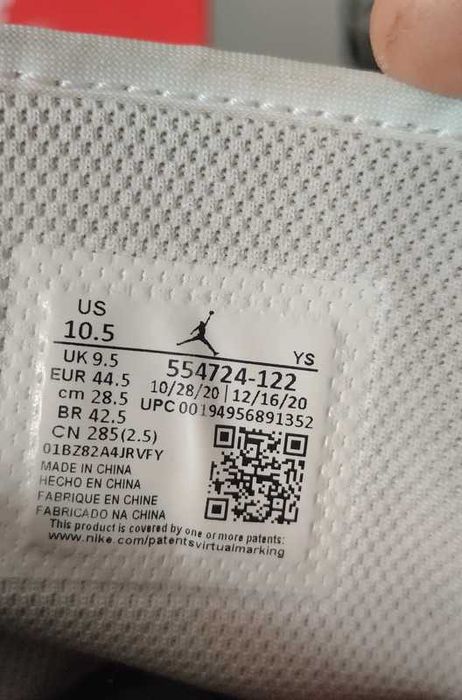 US
10.5
YS
UK 9.5
EUR 44.5
cm 28.5
BR 42.5
CN 285(2.5)
554724-122
10/28/20 | 12/16/20
UPC 00194956891352
01BZ82A4JRVFY
MADE IN CHINA
HECHO EN CHINA
FABRIQUE EN CHINE
FABRICADO NA CHINA
This product is covered by one or more patents:
www.nike.com/patentsvirtualmarking